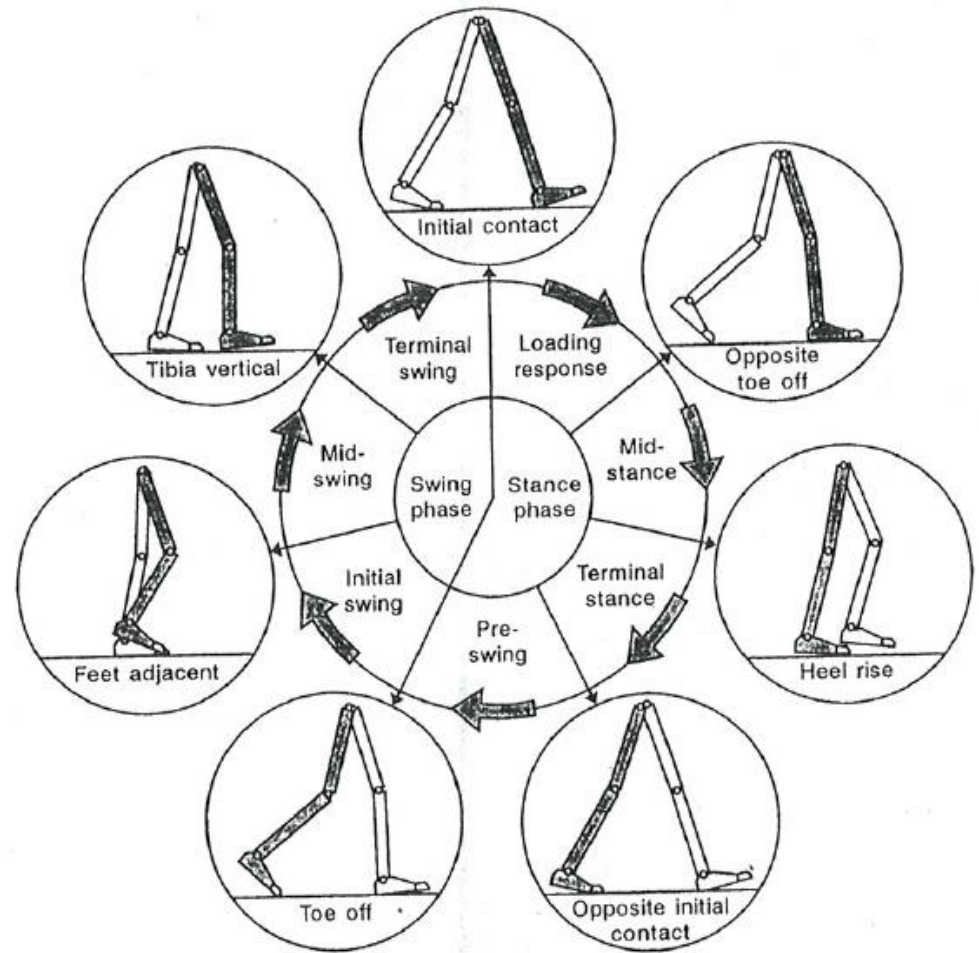 Initial contact
Opposite
toe off
Heel rise
Opposite initial
contact
Toe off
Feet adjacent
Tibia vertical
Loading
response
Mid-
stance
Terminal
stance
Pre-
swing
Initial
swing
Mid-
swing
Terminal
swing
Swing
phase
Stance
phase